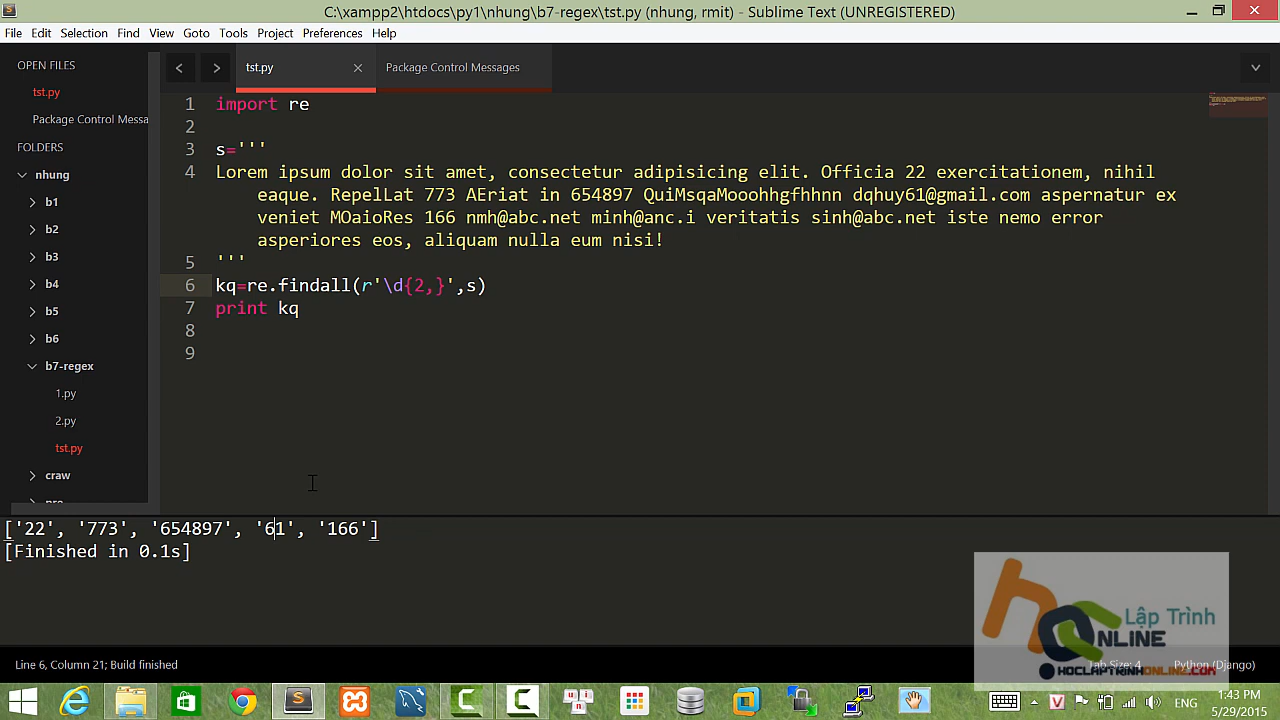 C:\xampp2\htdocs\py1\nhung\b7-regex\tst.py (nhung, rmit) - Sublime Text (UNREGISTERED)
File Edit Selection Find View Goto Tools Project Preferences Help
OPEN FILES
tst.py
Package Control Messa
FOLDERS
nhung
b1
b2
b3
b4
b5
b6
b7-regex
1.py
2.py
tst.py
craw
pro
tst.py
Package Control Messages
1 import re
2
3 s='''
4 Lorem ipsum dolor sit amet, consectetur adipisicing elit. Officia 22 exercitationem, nihil
eaque. RepelLat 773 AEriat in 654897 QuiMsqaMooohhgfhhnn dqhuy61@gmail.com aspernatur ex
veniet MOaioRes 166 nmh@abc.net minh@anc.i veritatis sinh@abc.net iste nemo error
asperiores eos, aliquam nulla eum nisi!
5 '''
6 kq=re.findall(r'\d{2,}',s)
7 print kq
8
9
['22', '773', '654897', '61', '166']
[Finished in 0.1s]
Lập Trình
ONLINE
HOCLAPTRINHONLINE.COM
Line 6, Column 21; Build finished
Tab Size: 4
Python (Django)
ENG
1:43 PM
5/29/2015